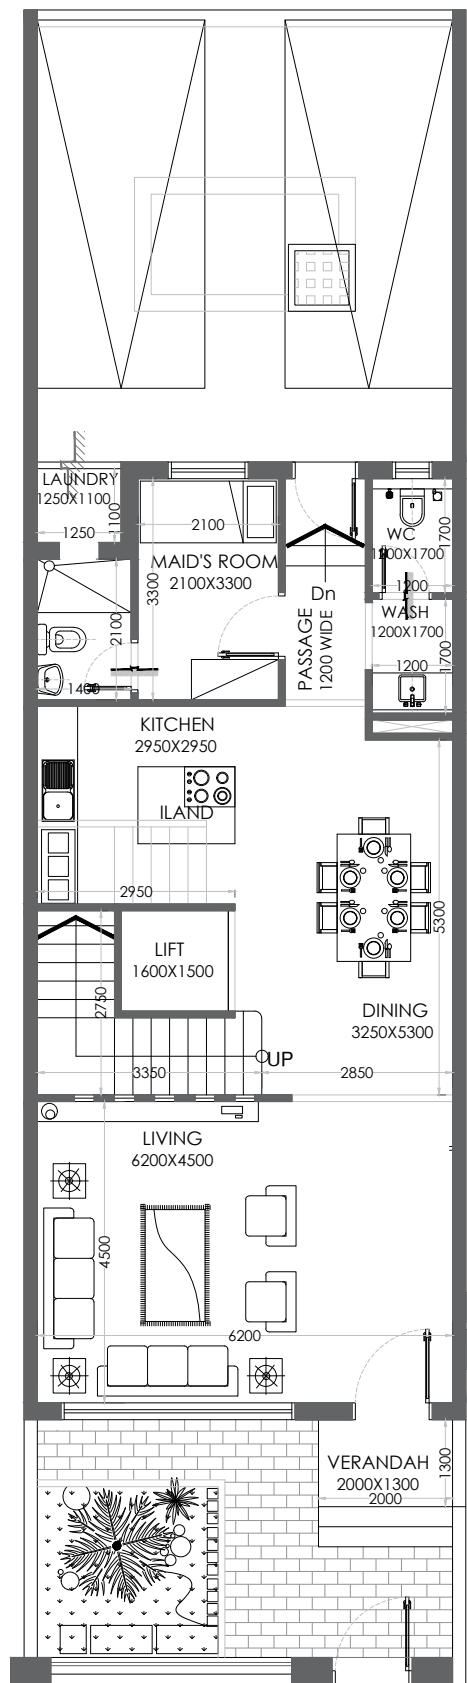 LAUNDRY
1250X1100
1250
1100
2100
MAID'S ROOM
2100X3300
3300
2100
1400
Dn
PASSAGE
1200 WIDE
WC
1200X1700
1700
1200
WASH
1200X1700
1200
1700
KITCHEN
2950X2950
ILAND
2950
5300
LIFT
1600X1500
2750
DINING
3250X5300
UP
3350
2850
LIVING
6200X4500
4500
6200
VERANDAH
2000X1300
2000
1300